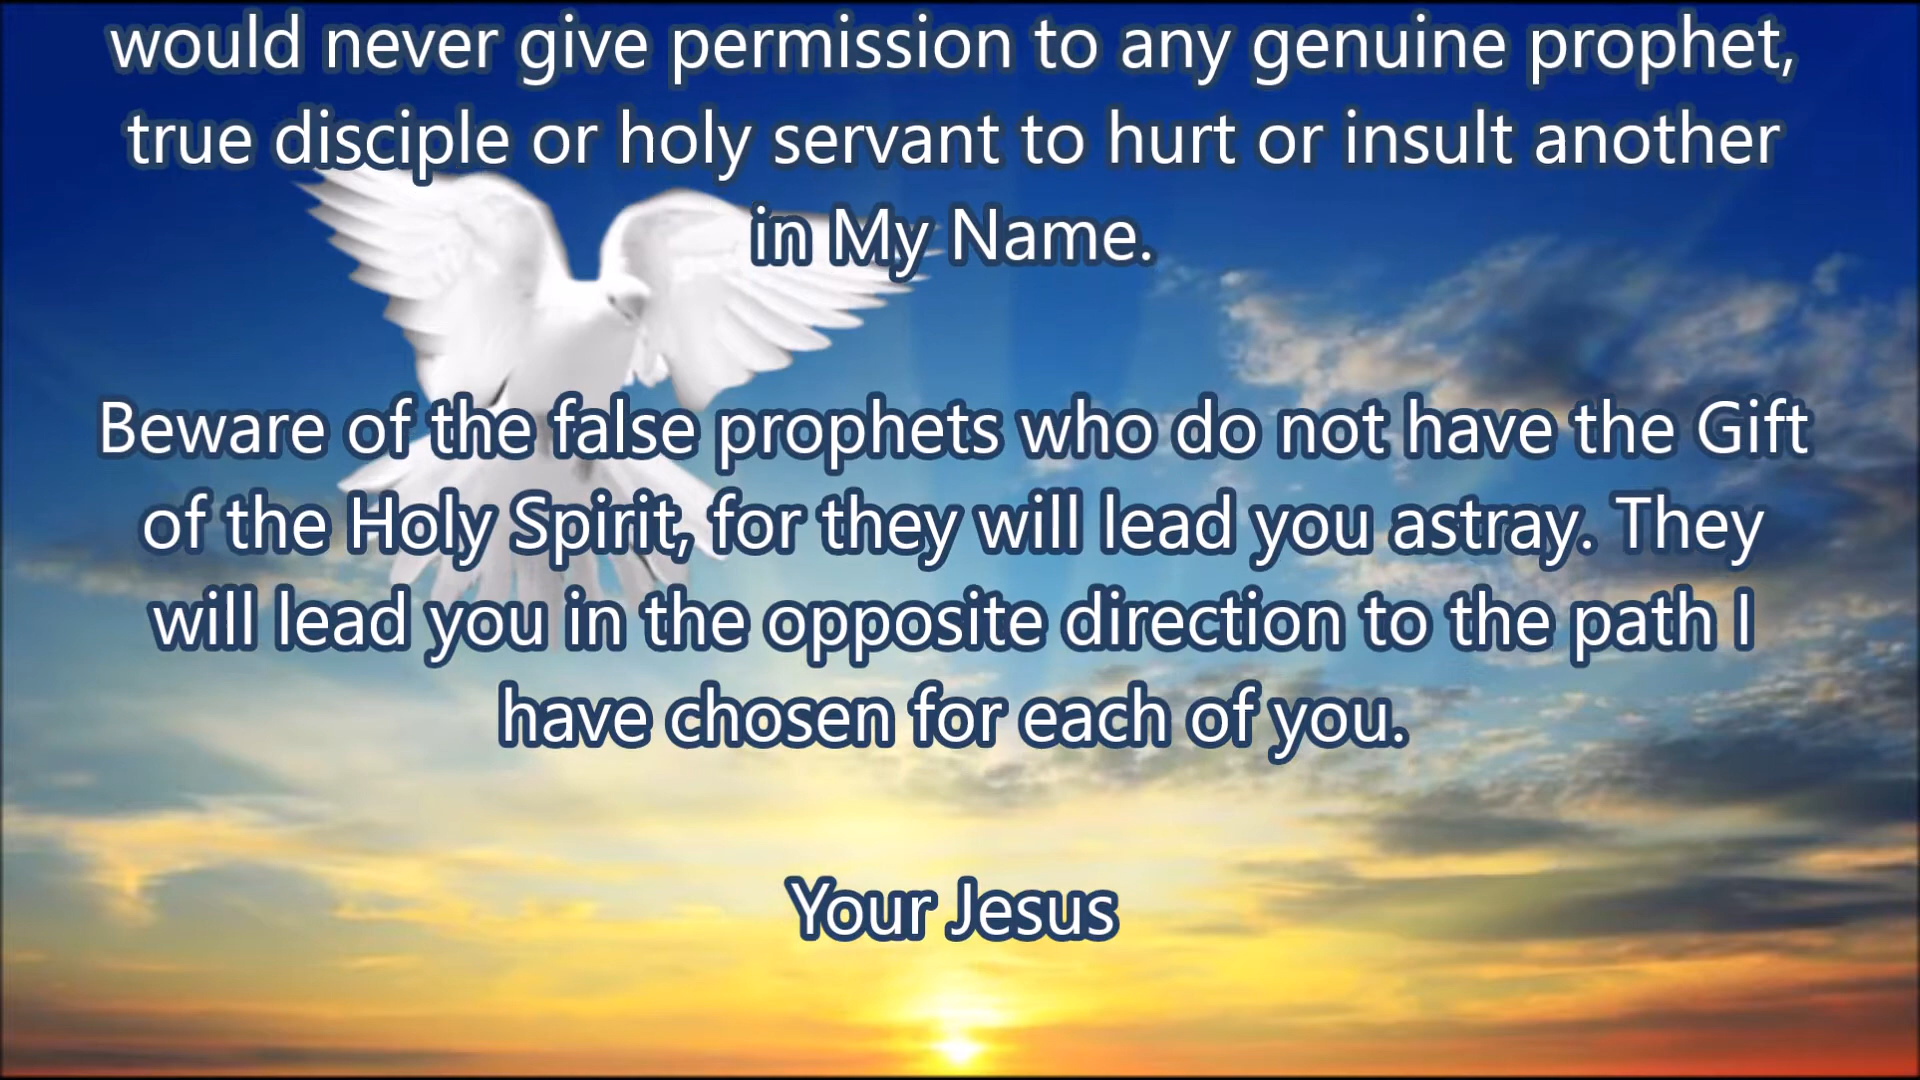 would never give permission to any genuine prophet,
true disciple or holy servant to hurt or insult another
in My Name.
Beware of the false prophets who do not have the Gift
of the Holy Spirit, for they will lead you astray. They
will lead you in the opposite direction to the path I
have chosen for each of you.
Your Jesus